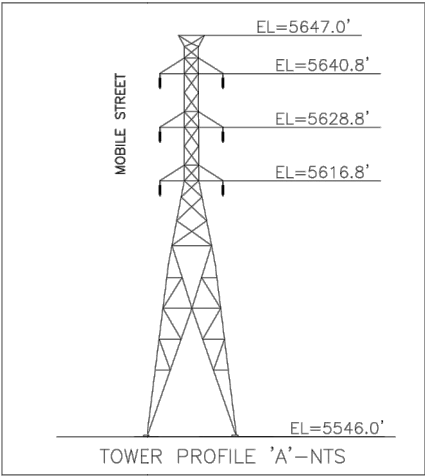 EL=5647.0'
EL=5640.8'
MOBILE STREET
EL=5628.8'
EL=5616.8'
EL=5546.0'
TOWER PROFILE 'A'-NTS